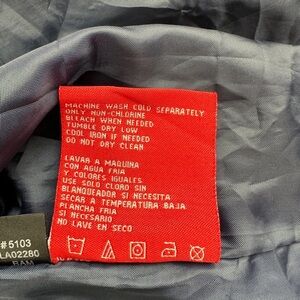 MACHINE WASH COLD SEPARATELY
ONLY NON-CHLORINE
BLEACH WHEN NEEDED
TUMBLE DRY LOW
COOL IRON IF NEEDED
DO NOT DRY CLEAN
LAVAR A MAQUINA
CON AGUA FRIA
Y COLORES IGUALES
USE SOLO CLORO SIN
BLANQUEADOR SI NECESITA
SECAR A TEMPERATURA BAJA
PLANCHA FRIA
SI NECESARIO
NO LAVE EN SECO
#5103
LA02280
RAM